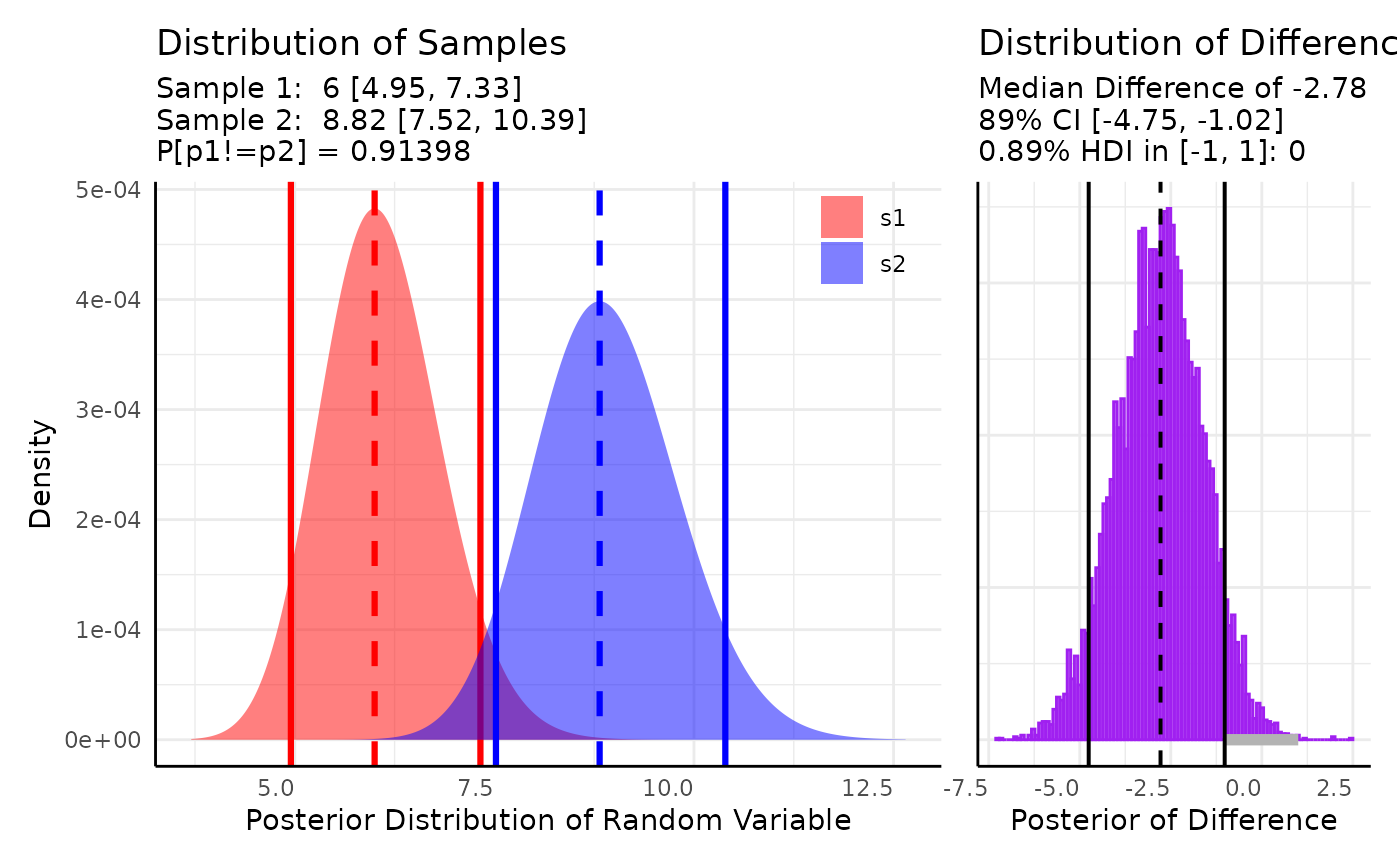 Distribution of Samples
Sample 1:  6 [4.95, 7.33]
Sample 2:  8.82 [7.52, 10.39]
P[p1!=p2] = 0.91398
5e-04
4e-04
3e-04
2e-04
1e-04
0e+00
Density
s1
s2
5.0
7.5
10.0
12.5
Posterior Distribution of Random Variable
Distribution of Differenc
Median Difference of -2.78
89% CI [-4.75, -1.02]
0.89% HDI in [-1, 1]: 0
-7.5
-5.0
-2.5
0.0
2.5
Posterior of Difference